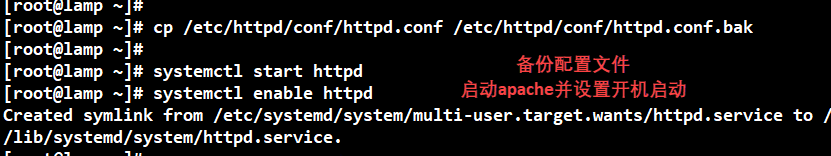 [root@lamp ~]#
[root@lamp ~]# cp /etc/httpd/conf/httpd.conf /etc/httpd/conf/httpd.conf.bak
[root@lamp ~]#
[root@lamp ~]# systemctl start httpd
备份配置文件
[root@lamp ~]# systemctl enable httpd
启动apache并设置开机启动
Created symlink from /etc/systemd/system/multi-user.target.wants/httpd.service to /
/lib/systemd/system/httpd.service.
[root@lamp ~]#